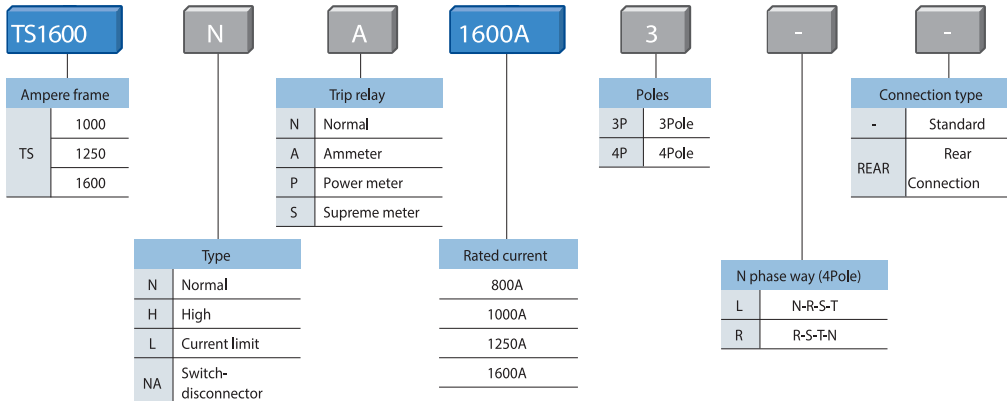 TS1600 N A 1600A 3 - -
Ampere frame
TS
1000
1250
1600
Trip relay
N Normal
A Ammeter
P Power meter
S Supreme meter
Poles
3P 3Pole
4P 4Pole
Connection type
- Standard
REAR
Rear
Connection
Type
N Normal
H High
L Current limit
NA
Switch-
disconnector
Rated current
800A
1000A
1250A
1600A
N phase way (4Pole)
L N-R-S-T
R R-S-T-N